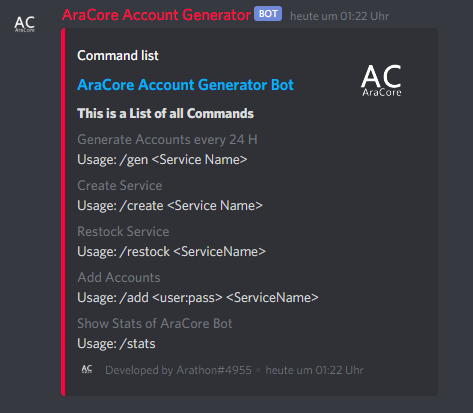 AC
AraCore
AraCore Account Generator BOT heute um 01:22 Uhr
Command list
AC
AraCore
AraCore Account Generator Bot
This is a List of all Commands
Generate Accounts every 24 H
Usage: /gen <Service Name>
Create Service
Usage: /create <Service Name>
Restock Service
Usage: /restock <ServiceName>
Add Accounts
Usage: /add <user:pass> <ServiceName>
Show Stats of AraCore Bot
Usage: /stats
AC
Developed by Arathon#4955 • heute um 01:22 Uhr